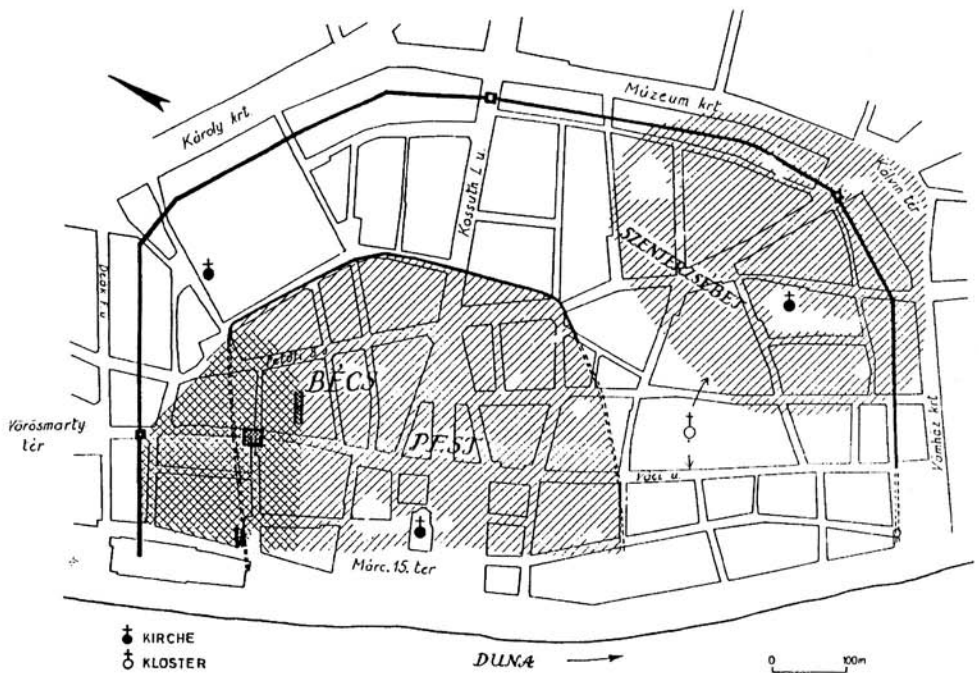 Múzeum krt.
Károly krt.
Kossuth L u.
Kálvin tér
SZENTERZSÉBET
Deák F. u
BÉCS
Vörösmarty
tér
PEST
Váci u.
Vámház krt
Márc. 15. tér
KIRCHE
KLOSTER
DUNA
0 100m